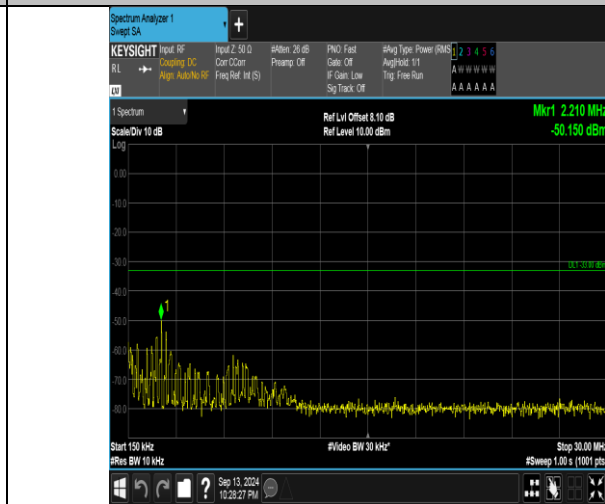 Spectrum Analyzer 1
Swept SA
+
KEYSIGHT Input: RF Input Z: 50 Ω #Atten: 26 dB PNO: Fast #Avg Type: Power (RMS 1 2 3 4 5 6
RL Coupling: DC Corr CCorr Preamp: Off Gate: Off Avg|Hold: 1/1 A W W W W W
Align: Auto/No RF Freq Ref: Int (S) IF Gain: Low Trig: Free Run
Sig Track: Off A A A A A A
1 Spectrum Ref Lvl Offset 8.10 dB Mkr1 2.210 MHz
Scale/Div 10 dB Ref Level 10.00 dBm -50.150 dBm
Log
0.00
-10.0
-20.0
-30.0
DL1 -33.00 dBm
-40.0
1
-50.0
-60.0
-70.0
-80.0
Start 150 kHz #Video BW 30 kHz* Stop 30.00 MHz
#Res BW 10 kHz #Sweep 1.00 s (1001 pts
? Sep 13, 2024
10:28:27 PM